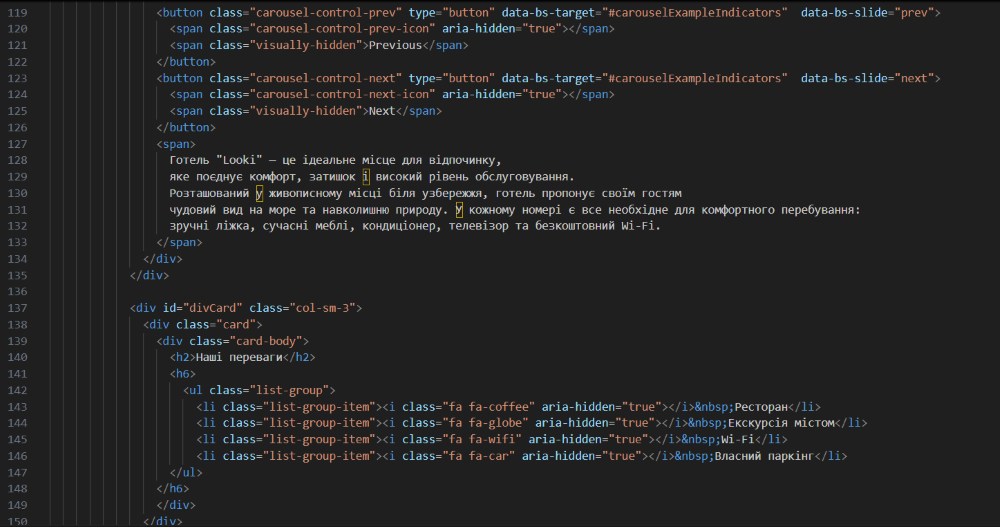 119 <button class="carousel-control-prev" type="button" data-bs-target="#carouselExampleIndicators"  data-bs-slide="prev">
120 <span class="carousel-control-prev-icon" aria-hidden="true"></span>
121 <span class="visually-hidden">Previous</span>
122 </button>
123 <button class="carousel-control-next" type="button" data-bs-target="#carouselExampleIndicators"  data-bs-slide="next">
124 <span class="carousel-control-next-icon" aria-hidden="true"></span>
125 <span class="visually-hidden">Next</span>
126 </button>
127 <span>
128 Готель "Looki" – це ідеальне місце для відпочинку,
129 яке поєднує комфорт, затишок і високий рівень обслуговування.
130 Розташований у живописному місці біля узбережжя, готель пропонує своїм гостям
131 чудовий вид на море та навколишню природу. У кожному номері є все необхідне для комфортного перебування:
132 зручні ліжка, сучасні меблі, кондиціонер, телевізор та безкоштовний Wi-Fi.
133 </span>
134 </div>
135 </div>
136
137 <div id="divCard" class="col-sm-3">
138 <div class="card">
139 <div class="card-body">
140 <h2>Наші переваги</h2>
141 <h6>
142 <ul class="list-group">
143 <li class="list-group-item"><i class="fa fa-coffee" aria-hidden="true"></i>&nbsp;Ресторан</li>
144 <li class="list-group-item"><i class="fa fa-globe" aria-hidden="true"></i>&nbsp;Екскурсія містом</li>
145 <li class="list-group-item"><i class="fa fa-wifi" aria-hidden="true"></i>&nbsp;Wi-Fi</li>
146 <li class="list-group-item"><i class="fa fa-car" aria-hidden="true"></i>&nbsp;Власний паркінг</li>
147 </ul>
148 </h6>
149 </div>
150 </div>